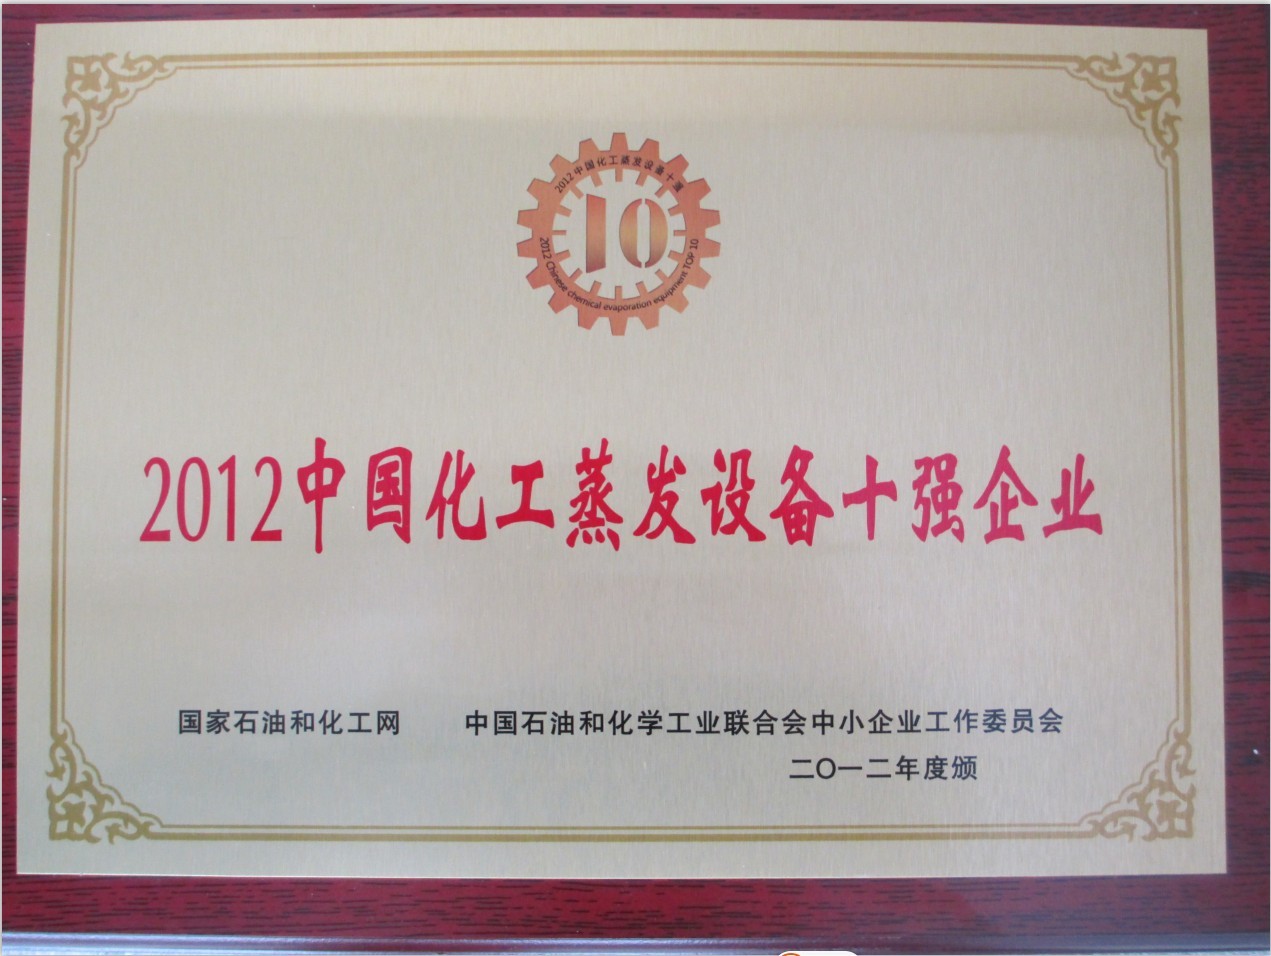 2012中国化工蒸发设备十强
10
2012 Chinese chemical evaporation equipment TOP 10
2012中国化工蒸发设备十强企业
国家石油和化工网 中国石油和化学工业联合会中小企业工作委员会
二〇一二年度颁